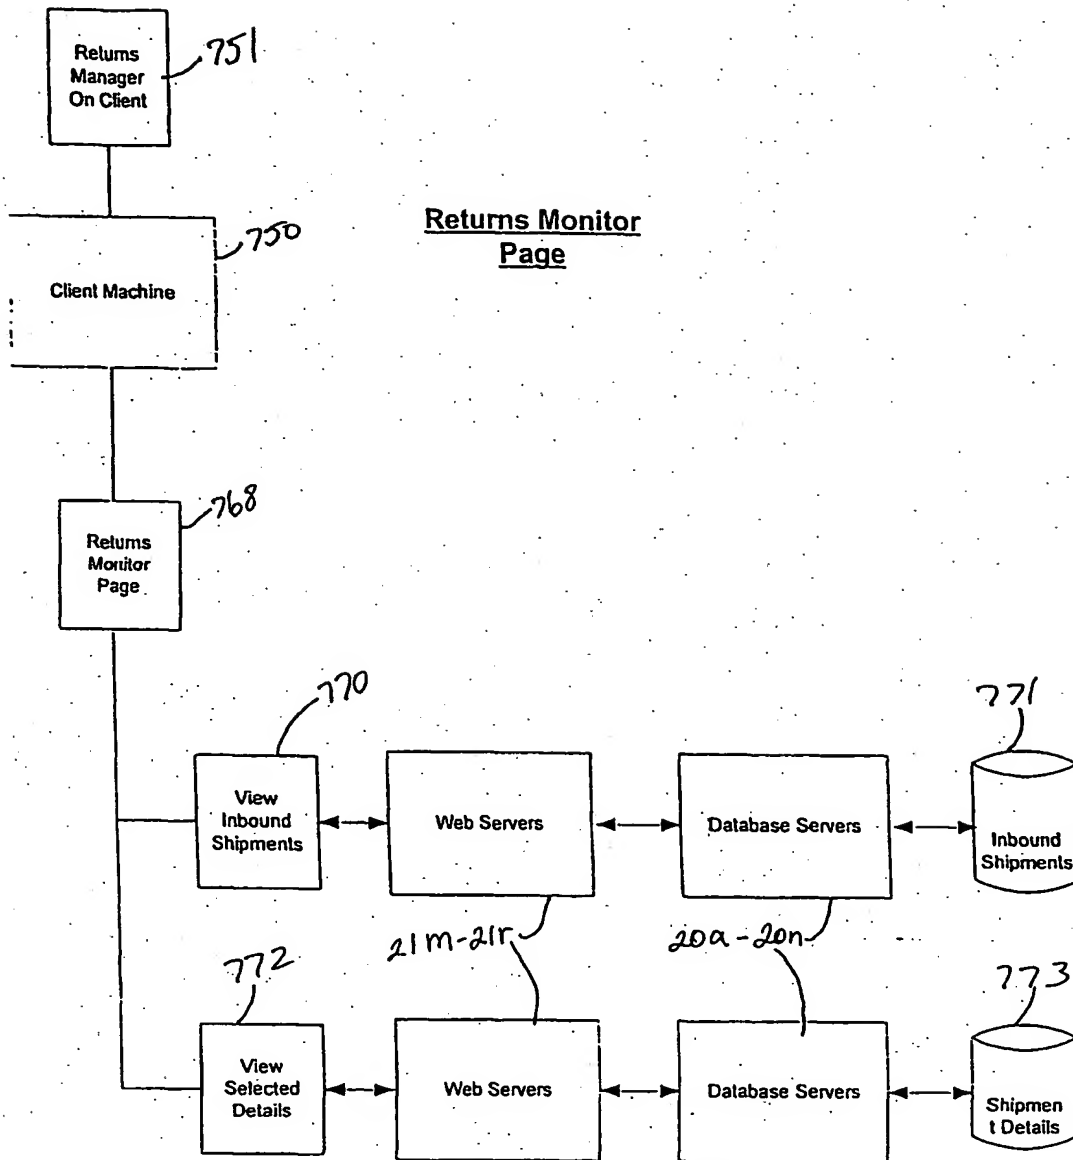 Returns
Manager
On Client
751
Returns Monitor
Page
750
Client Machine
768
Returns
Monitor
Page
770
771
View
Inbound
Shipments
Web Servers
Database Servers
Inbound
Shipments
21m-21r
20a-20n
772
773
View
Selected
Details
Web Servers
Database Servers
Shipmen
t Details